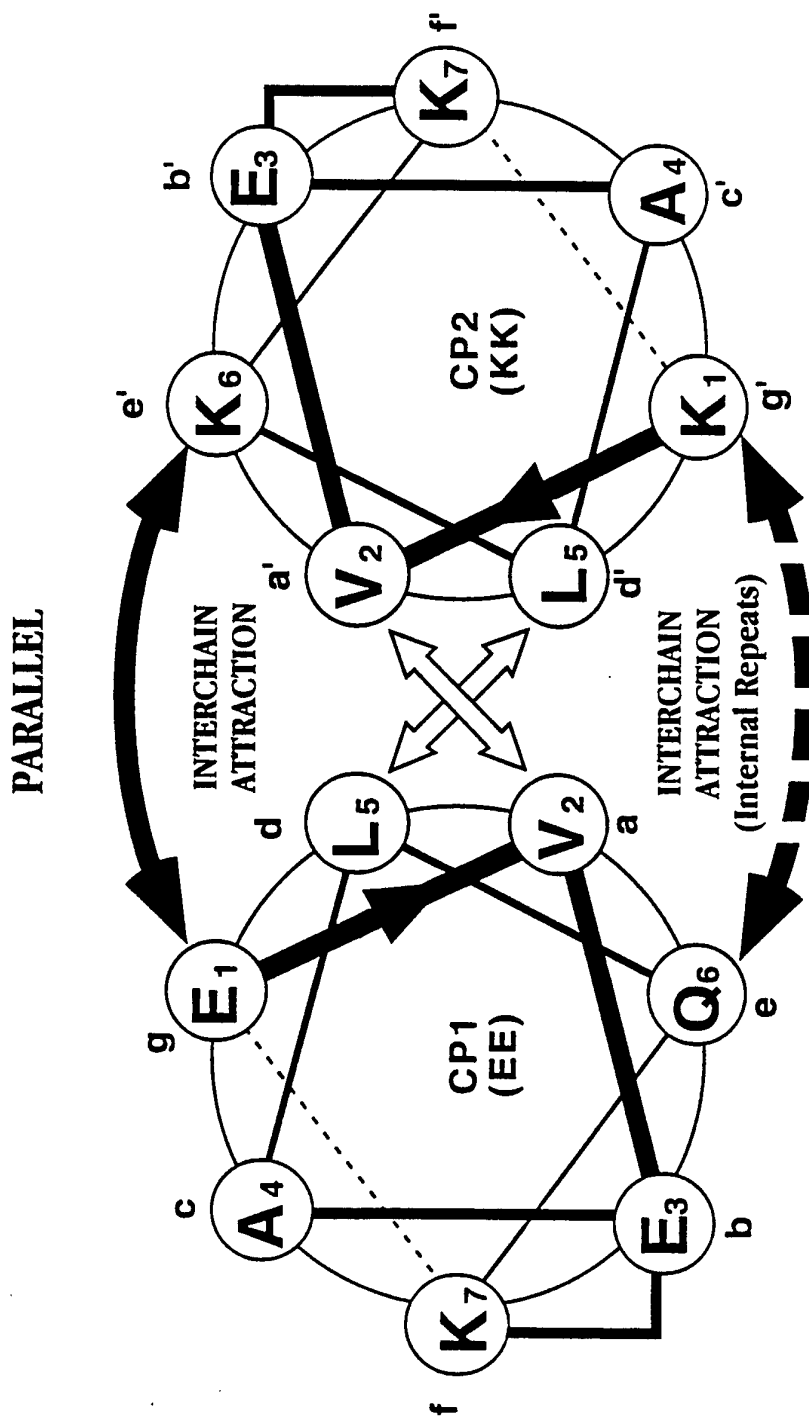 PARALLEL
g
E1
INTERCHAIN
ATTRACTION
e'
K6
b'
E3
c
A4
d
L5
a'
V2
f
K7
CP1
(EE)
CP2
(KK)
f'
K7
V2
a
L5
d'
E3
b
Q6
e
K1
g'
A4
c'
INTERCHAIN
ATTRACTION
(Internal Repeats)